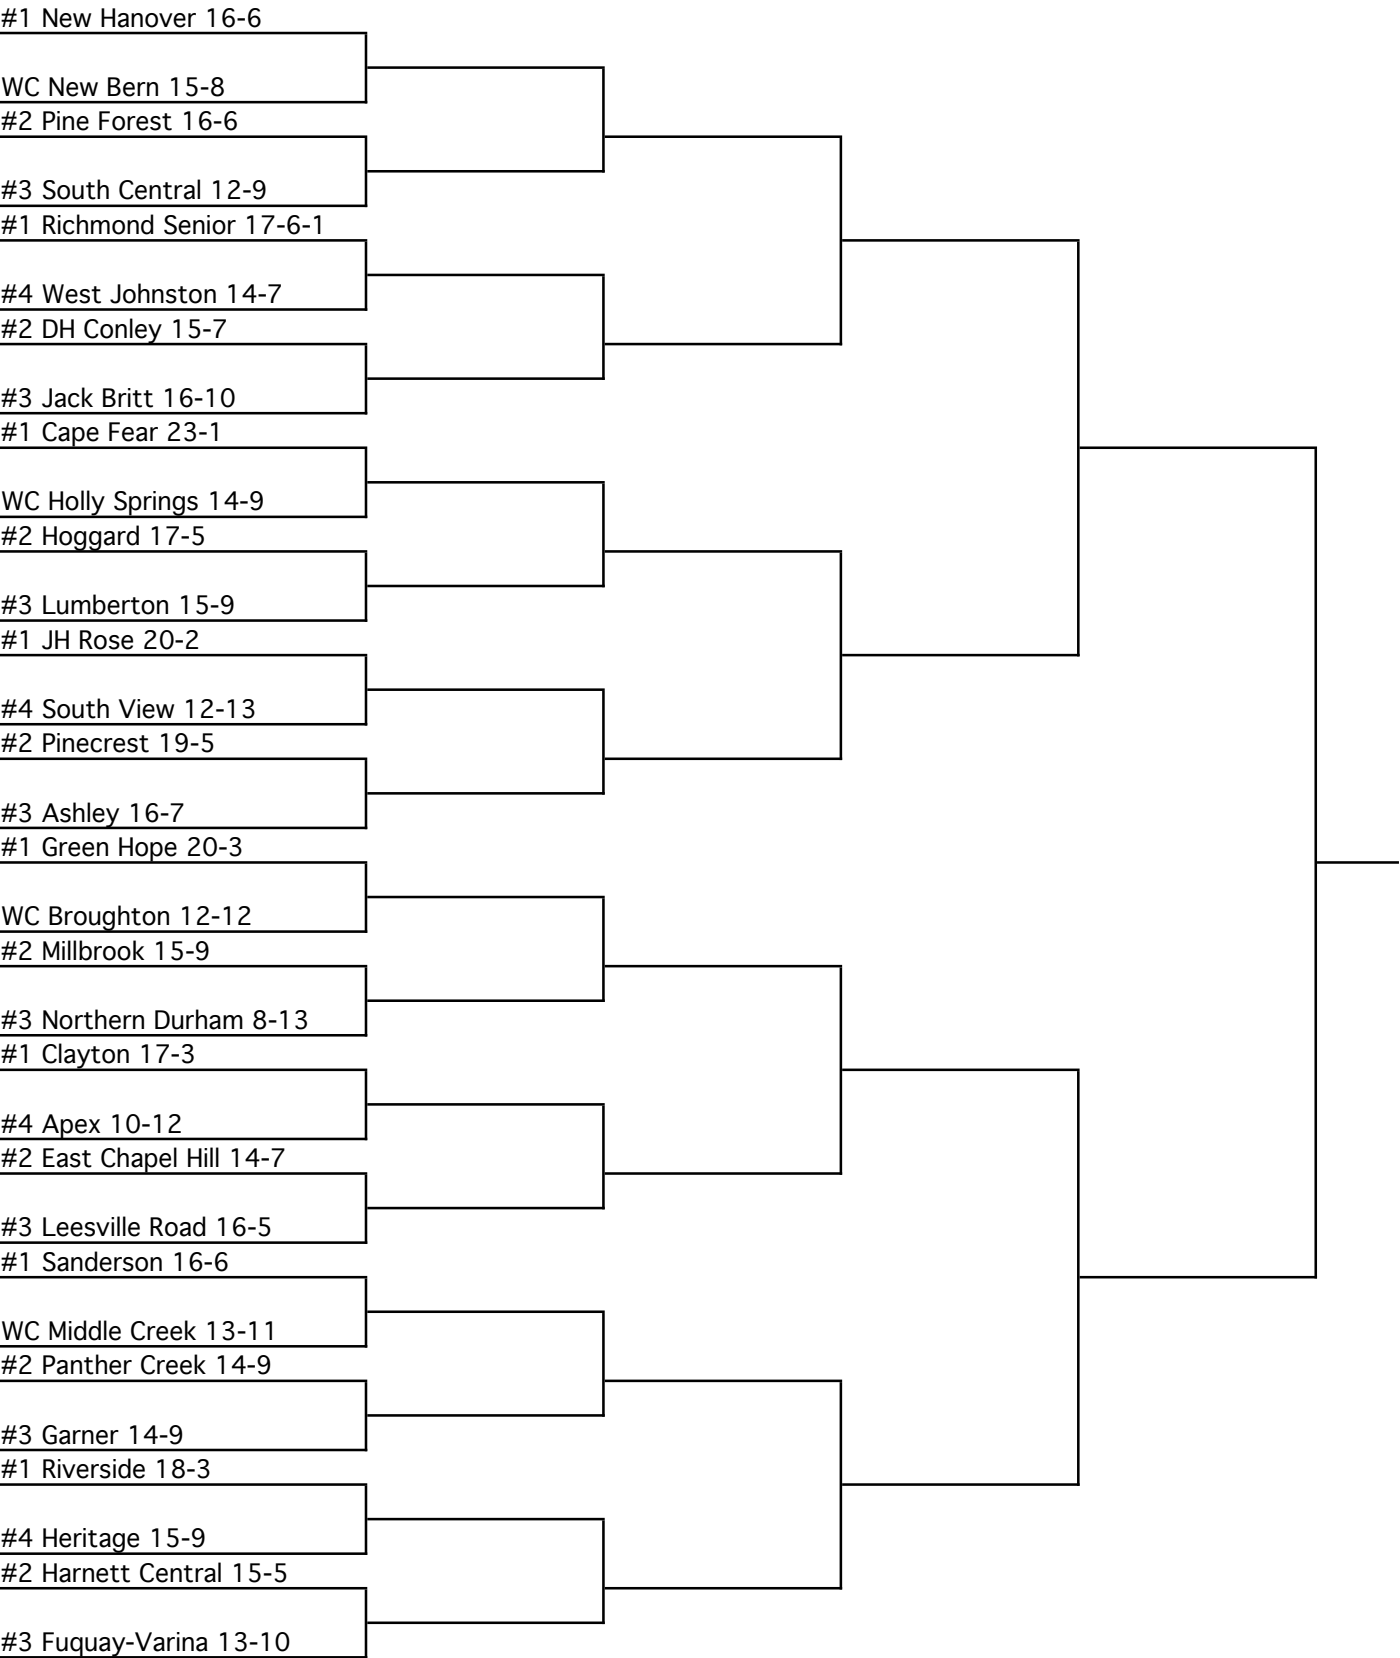 #1 New Hanover 16-6
WC New Bern 15-8
#2 Pine Forest 16-6
#3 South Central 12-9
#1 Richmond Senior 17-6-1
#4 West Johnston 14-7
#2 DH Conley 15-7
#3 Jack Britt 16-10
#1 Cape Fear 23-1
WC Holly Springs 14-9
#2 Hoggard 17-5
#3 Lumberton 15-9
#1 JH Rose 20-2
#4 South View 12-13
#2 Pinecrest 19-5
#3 Ashley 16-7
#1 Green Hope 20-3
WC Broughton 12-12
#2 Millbrook 15-9
#3 Northern Durham 8-13
#1 Clayton 17-3
#4 Apex 10-12
#2 East Chapel Hill 14-7
#3 Leesville Road 16-5
#1 Sanderson 16-6
WC Middle Creek 13-11
#2 Panther Creek 14-9
#3 Garner 14-9
#1 Riverside 18-3
#4 Heritage 15-9
#2 Harnett Central 15-5
#3 Fuquay-Varina 13-10